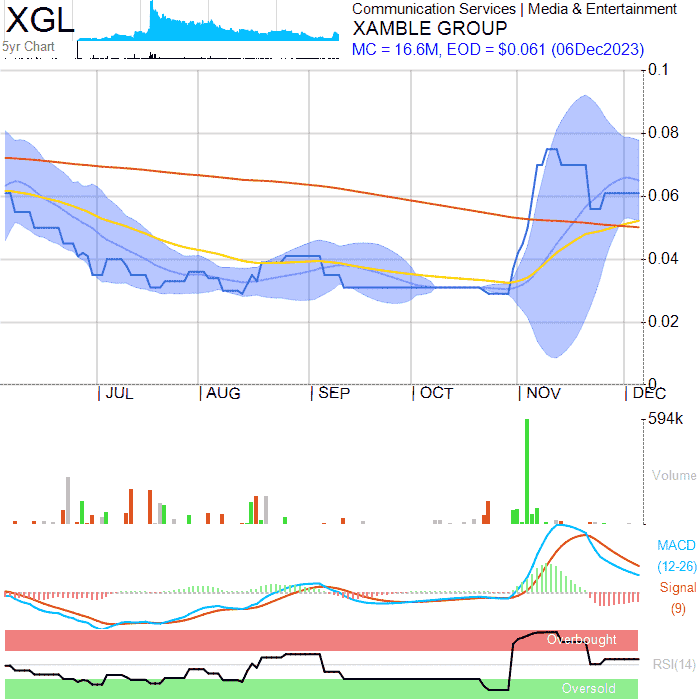 XGL
5yr Chart
Communication Services | Media & Entertainment
XAMBLE GROUP
MC = 16.6M, EOD = $0.061 (06Dec2023)
0.1
0.08
0.06
0.04
0.02
0
JUL AUG SEP OCT NOV DEC
594k
Volume
MACD
(12-26)
Signal
(9)
Overbought
RSI(14)
Oversold